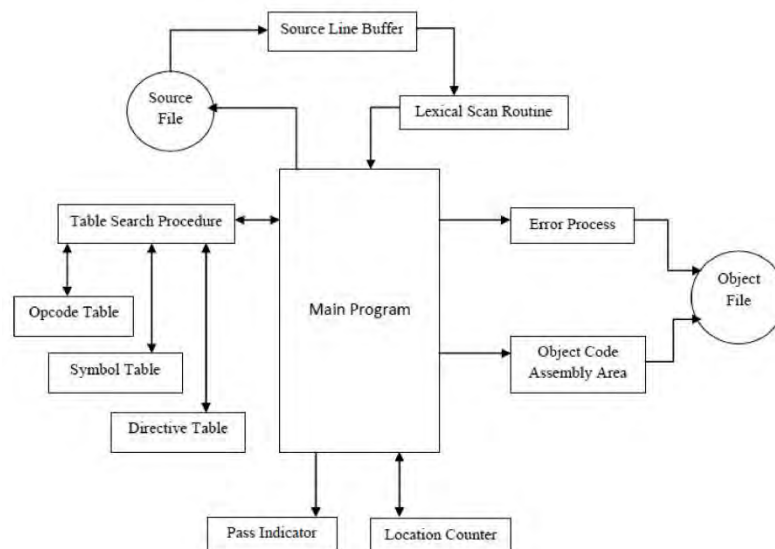 Source Line Buffer
Source
File
Lexical Scan Routine
Table Search Procedure
Error Process
Main Program
Object
File
Opcode Table
Object Code
Assembly Area
Symbol Table
Directive Table
Pass Indicator
Location Counter